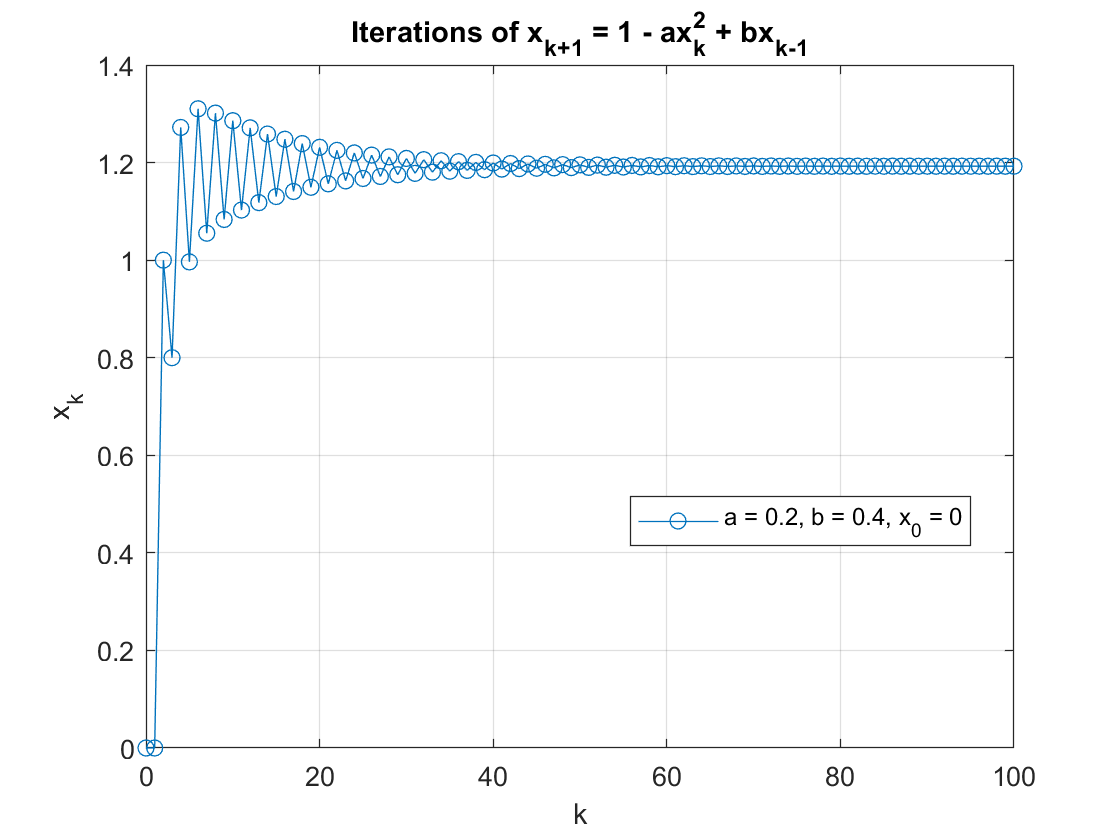 Iterations of x_{k+1} = 1 - ax_k^2 + bx_{k-1}
1.4
1.2
1
0.8
0.6
0.4
0.2
0
x_k
a = 0.2, b = 0.4, x_0 = 0
0 20 40 60 80 100
k